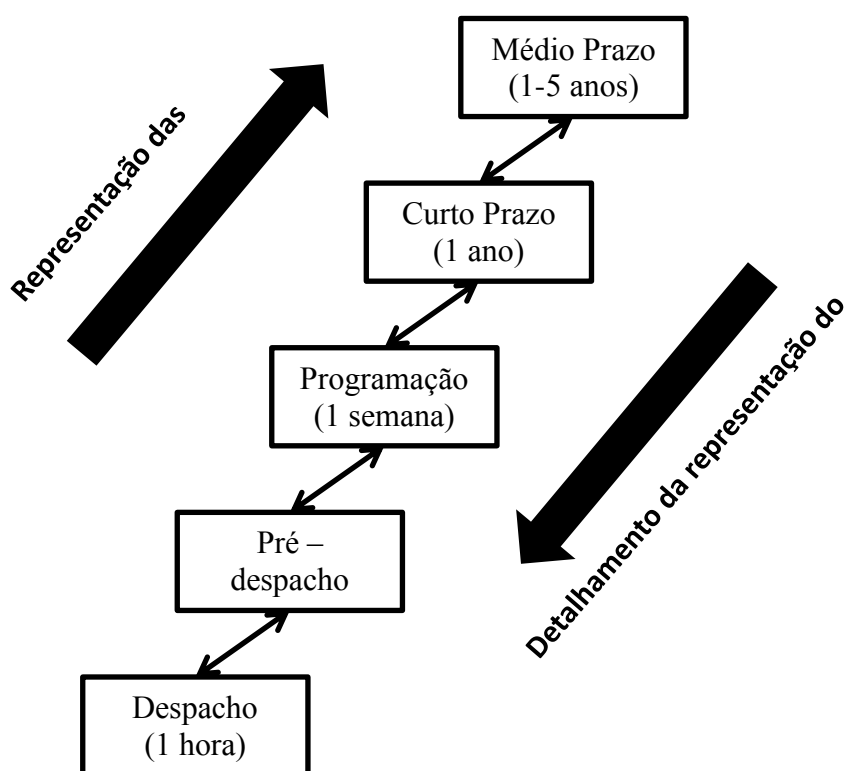 Médio Prazo
(1-5 anos)
Representação das
Curto Prazo
(1 ano)
Detalhamento da representação do
Programação
(1 semana)
Pré –
despacho
Despacho
(1 hora)